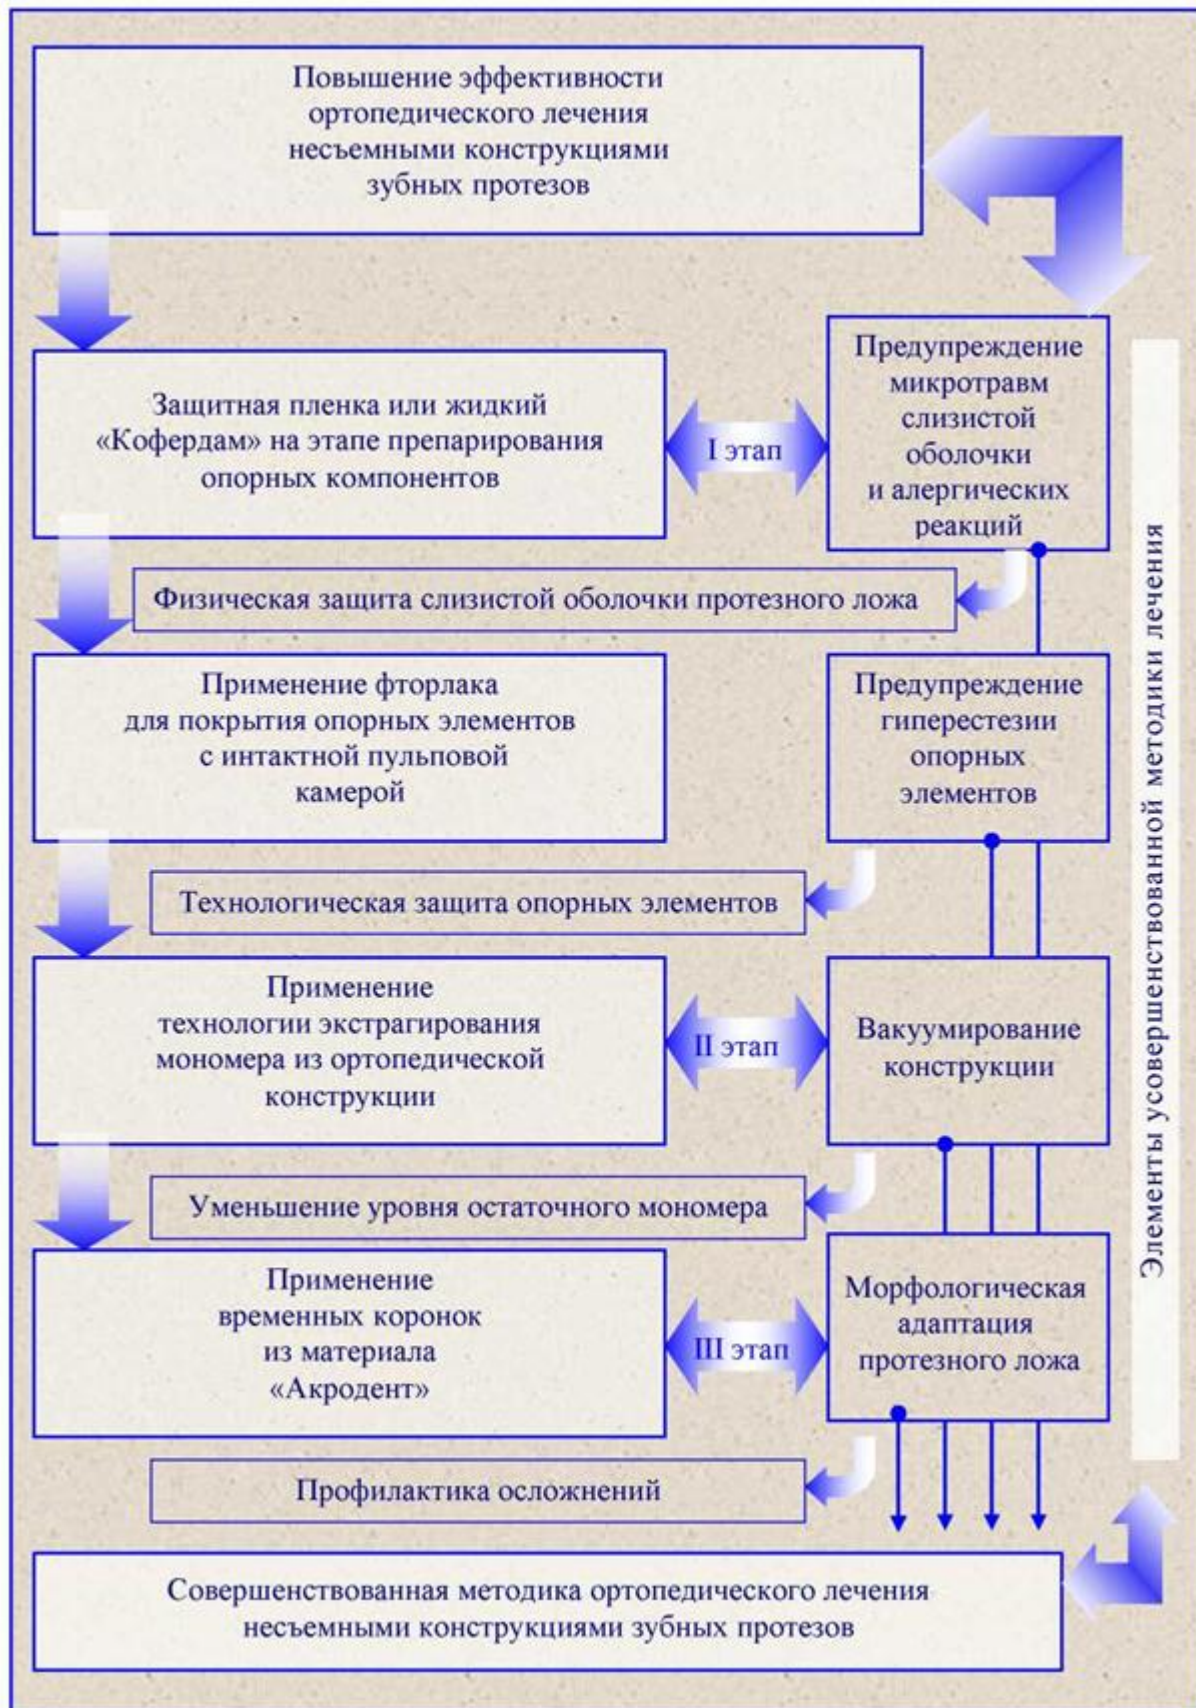 Повышение эффективности
ортопедического лечения
несъемными конструкциями
зубных протезов
Защитная пленка или жидкий
«Кофердам» на этапе препарирования
опорных компонентов
I этап
Предупреждение
микротравм
слизистой
оболочки
и алергических
реакций
Физическая защита слизистой оболочки протезного ложа
Применение фторлака
для покрытия опорных элементов
с интактной пульповой
камерой
Предупреждение
гиперестезии
опорных
элементов
Технологическая защита опорных элементов
Применение
технологии экстрагирования
мономера из ортопедической
конструкции
II этап
Вакуумирование
конструкции
Уменьшение уровня остаточного мономера
Применение
временных коронок
из материала
«Акродент»
III этап
Морфологическая
адаптация
протезного ложа
Профилактика осложнений
Элементы усовершенствованной методики лечения
Совершенствованная методика ортопедического лечения
несъемными конструкциями зубных протезов